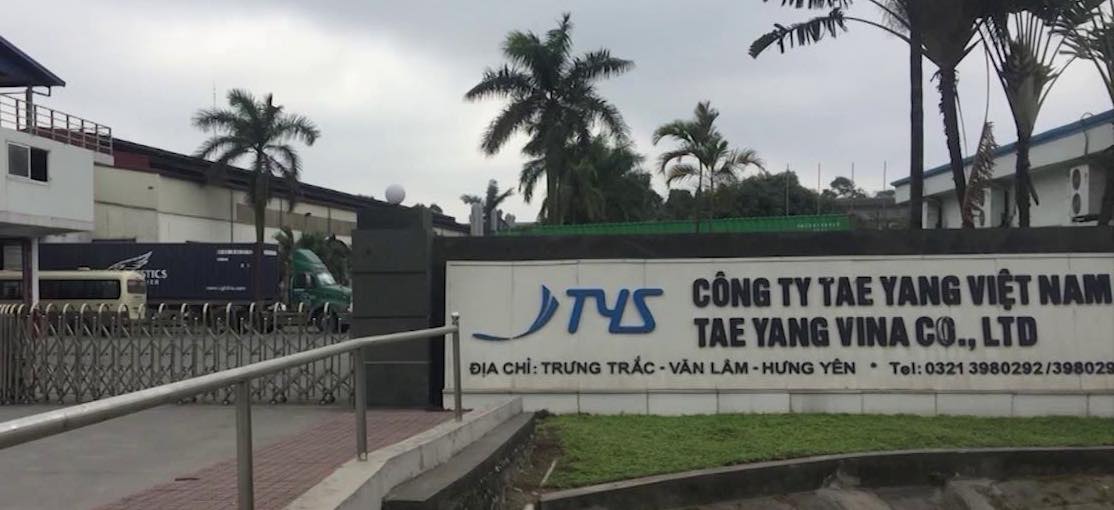 TYS
CÔNG TY TAE YANG VIỆT NAM
TAE YANG VINA CO., LTD
ĐỊA CHỈ: TRƯNG TRẮC - VĂN LÂM - HƯNG YÊN * Tel: 0321 3980292 / 398029